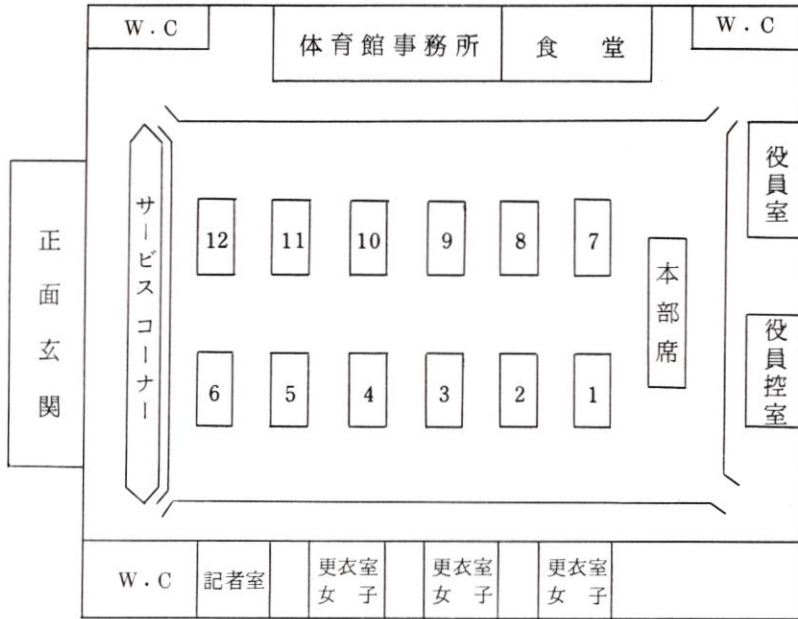 W.C
体育館事務所
食堂
W.C
正面玄関
サービスコーナー
12
11
10
9
8
7
本部席
役員室
6
5
4
3
2
1
役員控室
W.C
記者室
更衣室
女子
更衣室
女子
更衣室
女子